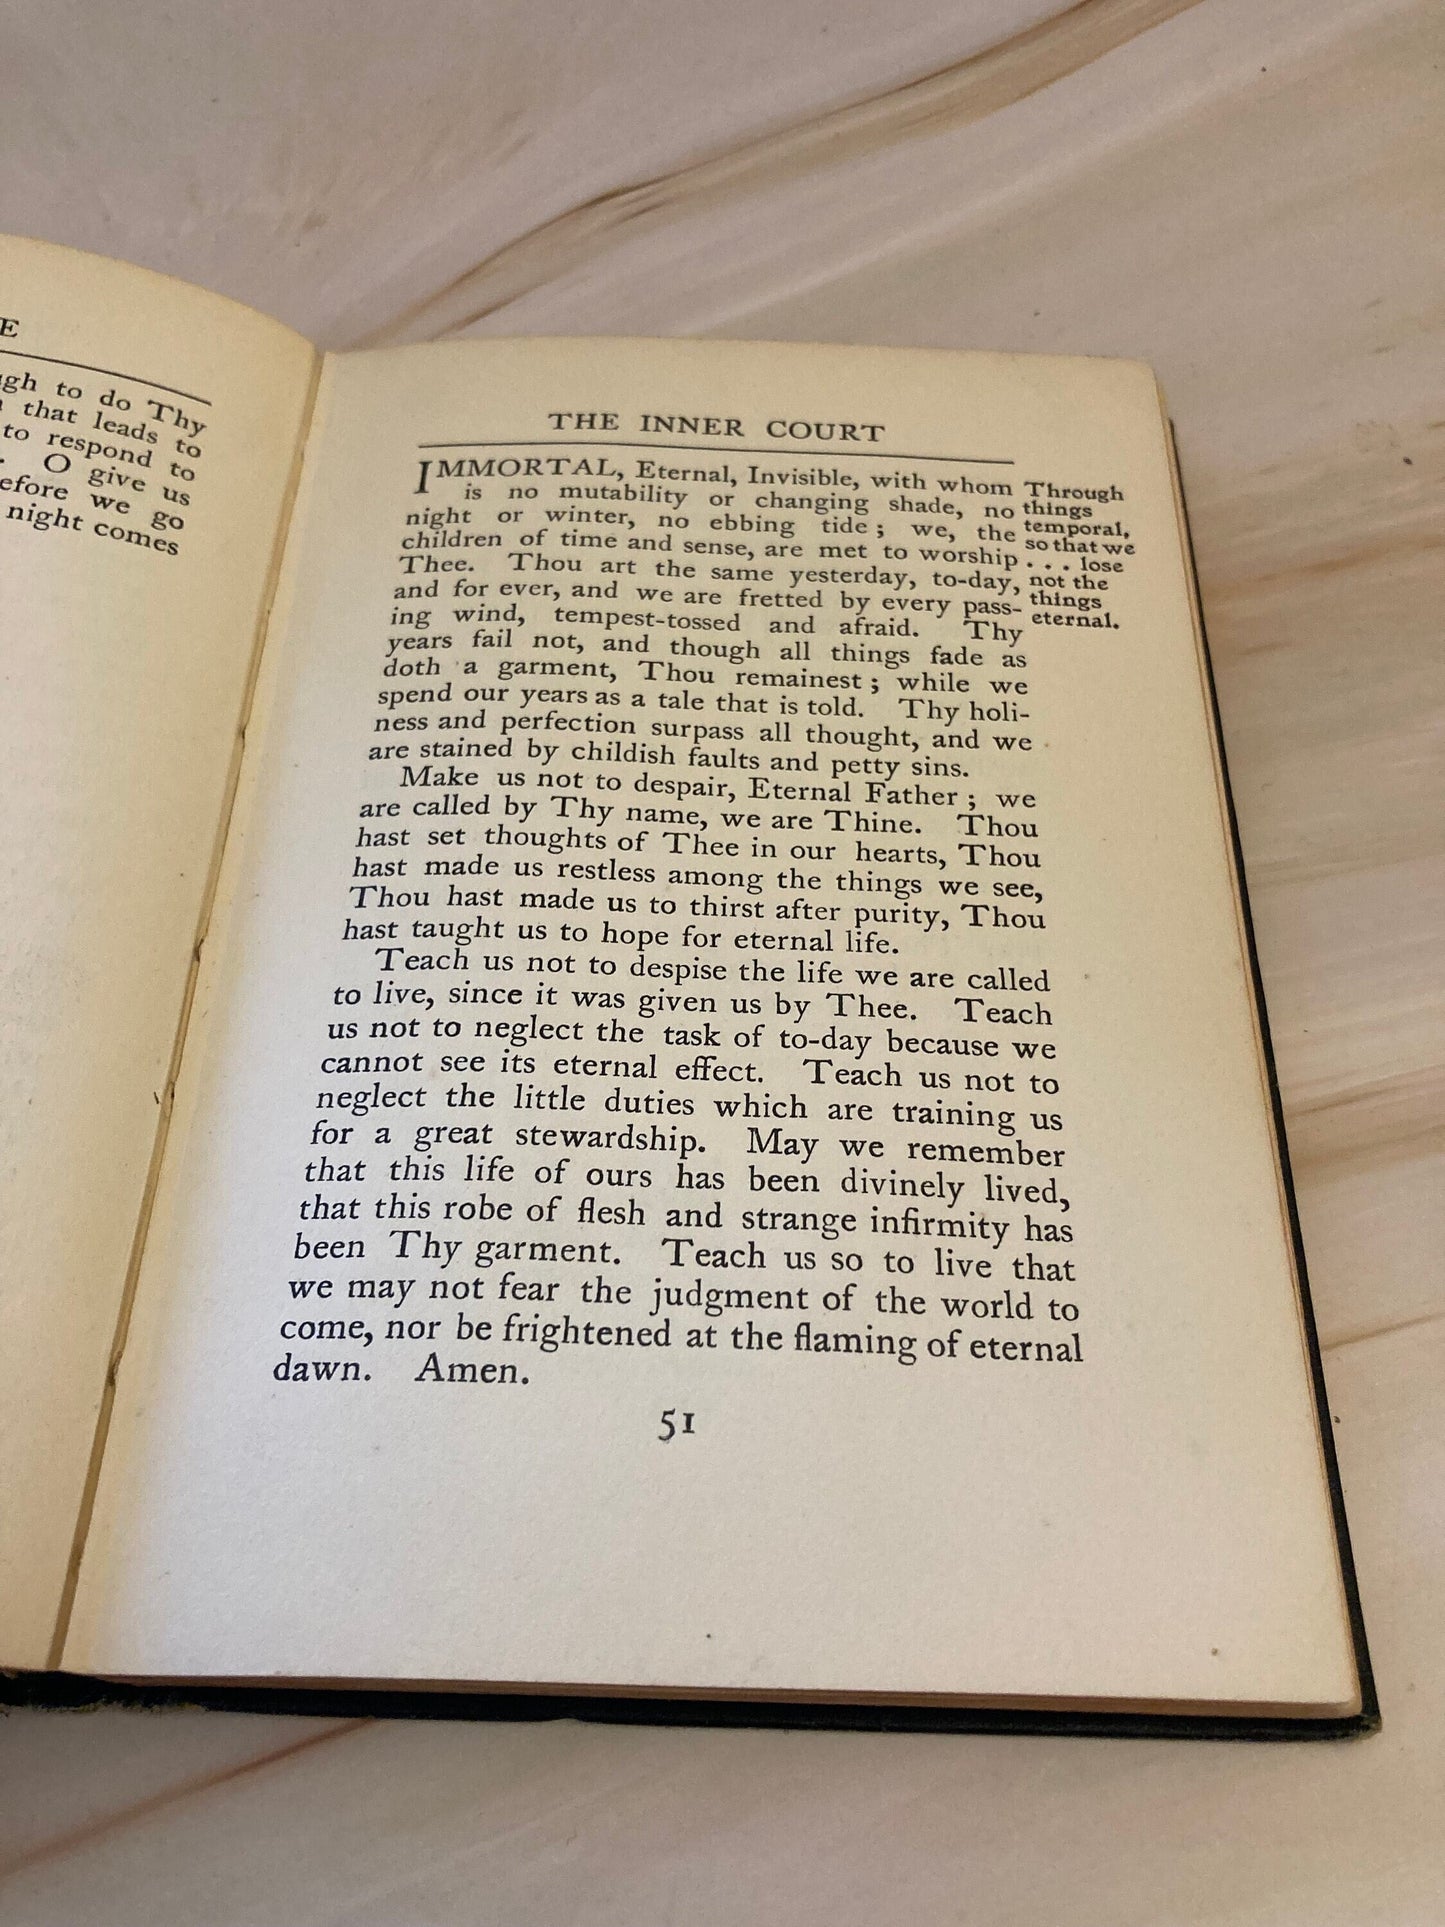 E
to do Thy
that leads to
to respond to
O give us
we go
night comes
THE INNER COURT
IMMORTAL, Eternal, Invisible, with whom
is no mutability or changing shade, no
night or winter, no ebbing tide; we, the
children of time and sense, are met to worship
Thee. Thou art the same yesterday, to-day,
and for ever, and we are fretted by every pass-
ing wind, tempest-tossed and afraid. Thy
years fail not, and though all things fade as
doth a garment, Thou remainest; while we
spend our years as a tale that is told. Thy holi-
ness and perfection surpass all thought, and we
are stained by childish faults and petty sins.
Through
things
temporal,
so that we
... lose
not the
things
eternal.
Make us not to despair, Eternal Father; we
are called by Thy name, we are Thine. Thou
hast set thoughts of Thee in our hearts, Thou
hast made us restless among the things we see,
Thou hast made us to thirst after purity, Thou
hast taught us to hope for eternal life.
Teach us not to despise the life we are called
to live, since it was given us by Thee. Teach
us not to neglect the task of to-day because we
cannot see its eternal effect. Teach us not to
neglect the little duties which are training us
for a great stewardship. May we remember
that this life of ours has been divinely lived,
that this robe of flesh and strange infirmity has
been Thy garment. Teach us so to live that
we may not fear the judgment of the world to
come, nor be frightened at the flaming of eternal
dawn. Amen.
51